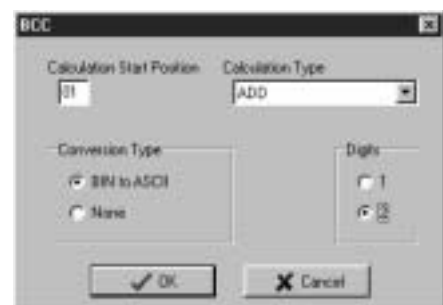 BCC
Calculation Start Position Calculation Type
01 ADD
Conversion Type Digits
BIN to ASCII 1
None 2
OK Cancel